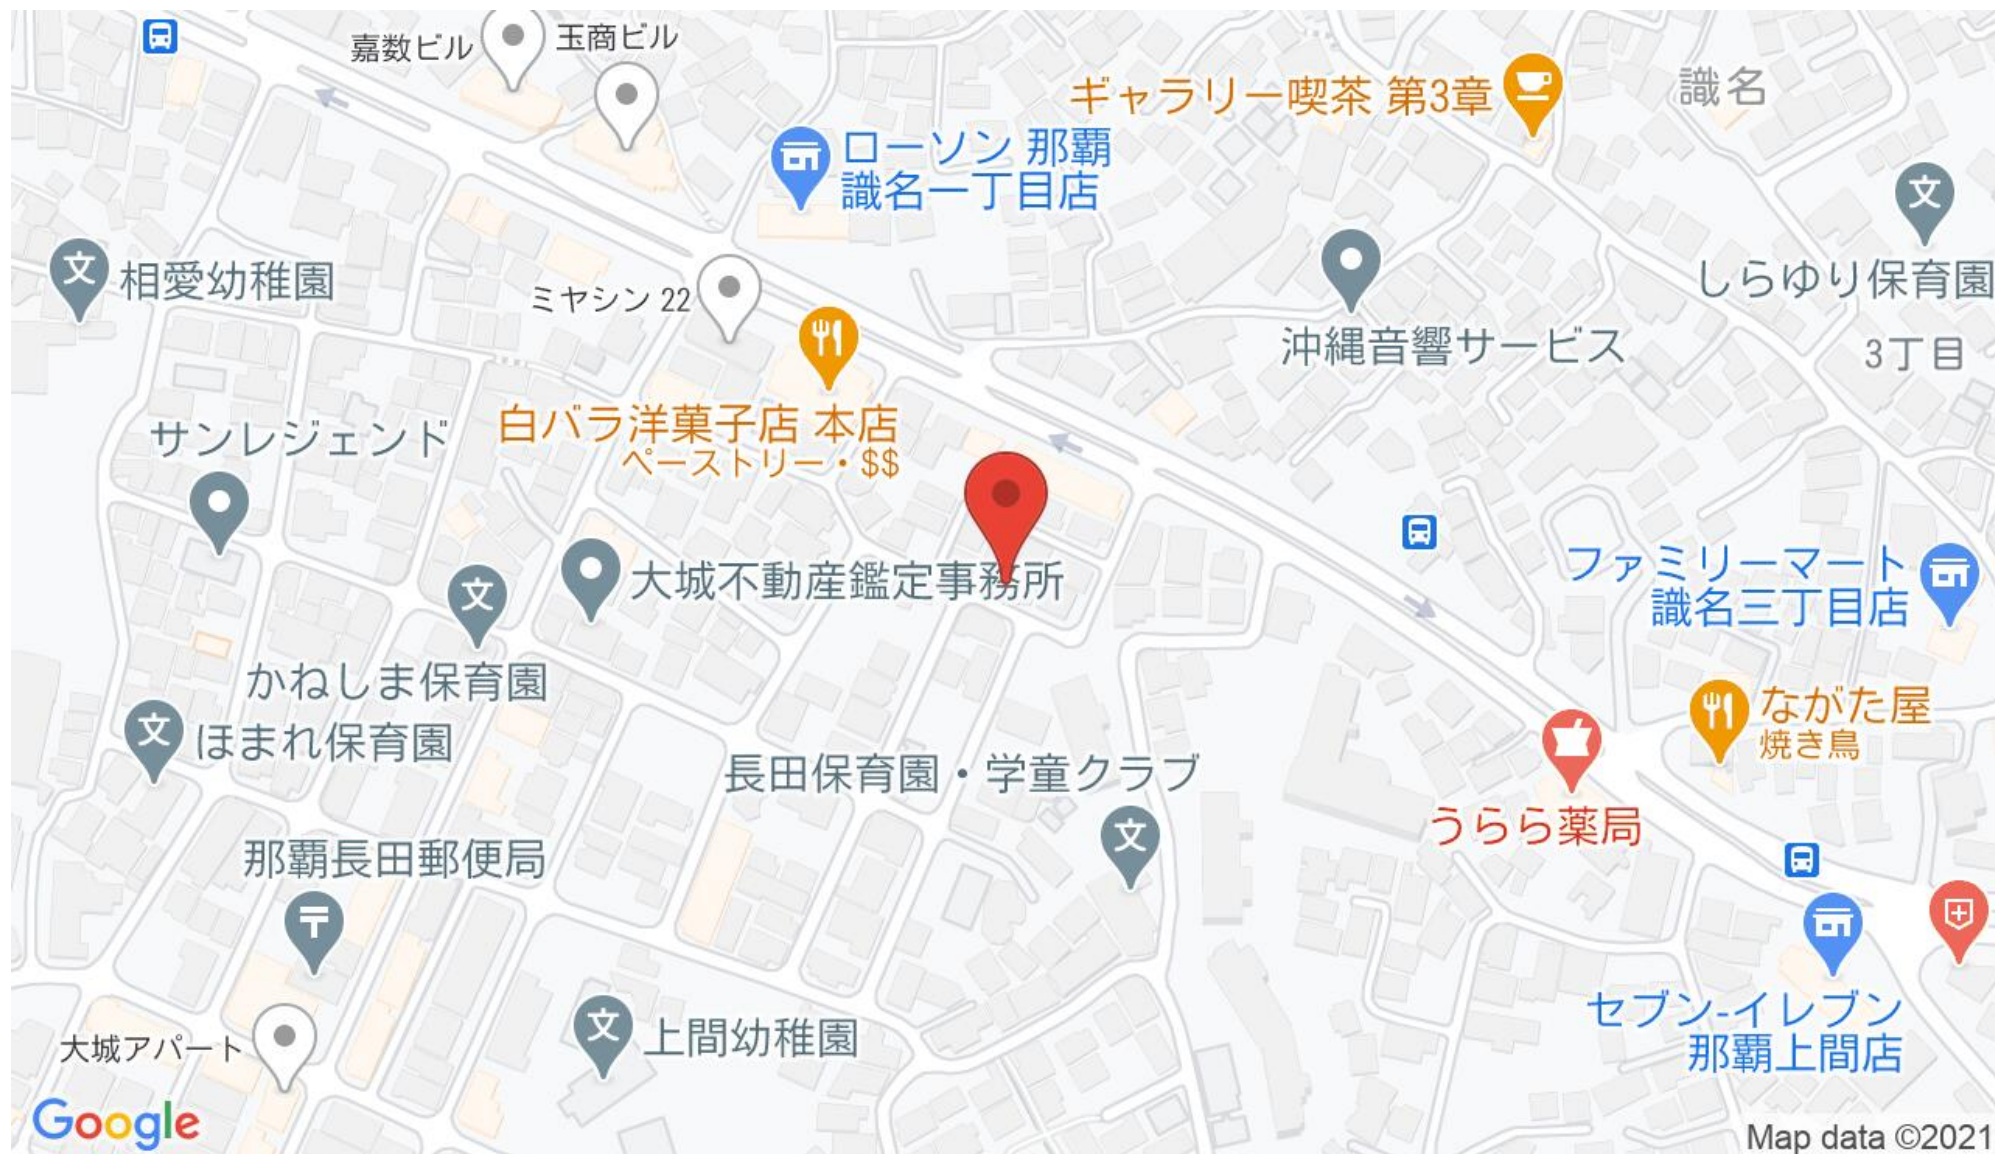 嘉数ビル
玉商ビル
ギャラリー喫茶 第3章
識名
ローソン 那覇
識名一丁目店
文
文
相愛幼稚園
ミヤシン 22
しらゆり保育園
沖縄音響サービス
3丁目
サンレジェンド
白バラ洋菓子店 本店
ペーストリー・$$
大城不動産鑑定事務所
ファミリーマート
識名三丁目店
文
かねしま保育園
文
ほまれ保育園
ながた屋
焼き鳥
長田保育園・学童クラブ
うらら薬局
文
那覇長田郵便局
〒
セブン-イレブン
那覇上間店
文
上間幼稚園
大城アパート
Google
Map data ©2021